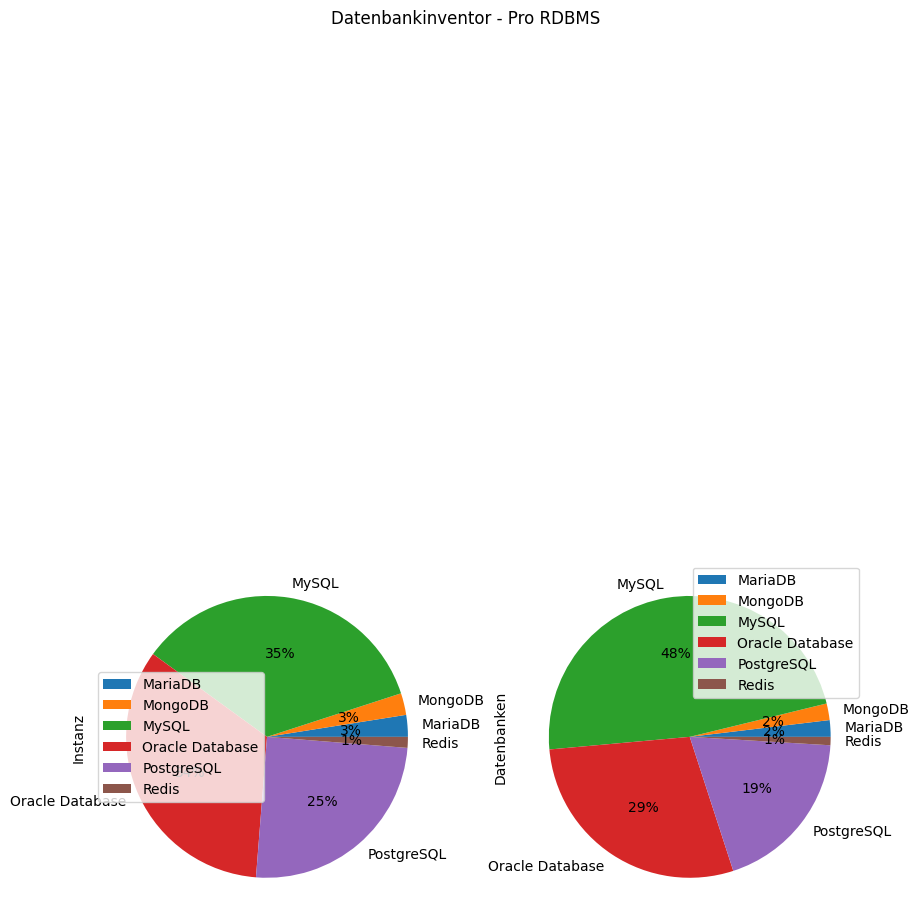 Datenbankinventor - Pro RDBMS
Instanz
MySQL
35%
MongoDB
3%
MariaDB
3%
Redis
1%
25%
PostgreSQL
Oracle Database
MariaDB
MongoDB
MySQL
Oracle Database
PostgreSQL
Redis
Datenbanken
MySQL
48%
MongoDB
2%
MariaDB
2%
Redis
1%
19%
PostgreSQL
29%
Oracle Database
MariaDB
MongoDB
MySQL
Oracle Database
PostgreSQL
Redis